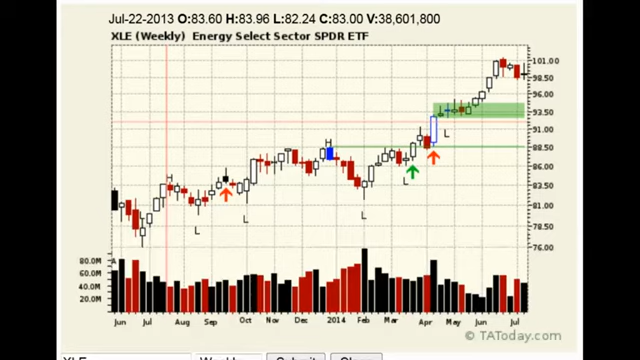 Jul-22-2013 O:83.60 H:83.96 L:82.24 C:83.00 V:38,601,800
XLE (Weekly) Energy Select Sector SPDR ETF
101.00
98.50
96.00
93.50
91.00
88.50
86.00
83.50
81.00
78.50
76.00
H
H
L
L
L
L
L
L
A
80.0M
60.0M
40.0M
20.0M
Jun Jul Aug Sep Oct Nov Dec 2014 Feb Mar Apr May Jun Jul
© TAToday.com
XLE Weekly Submit